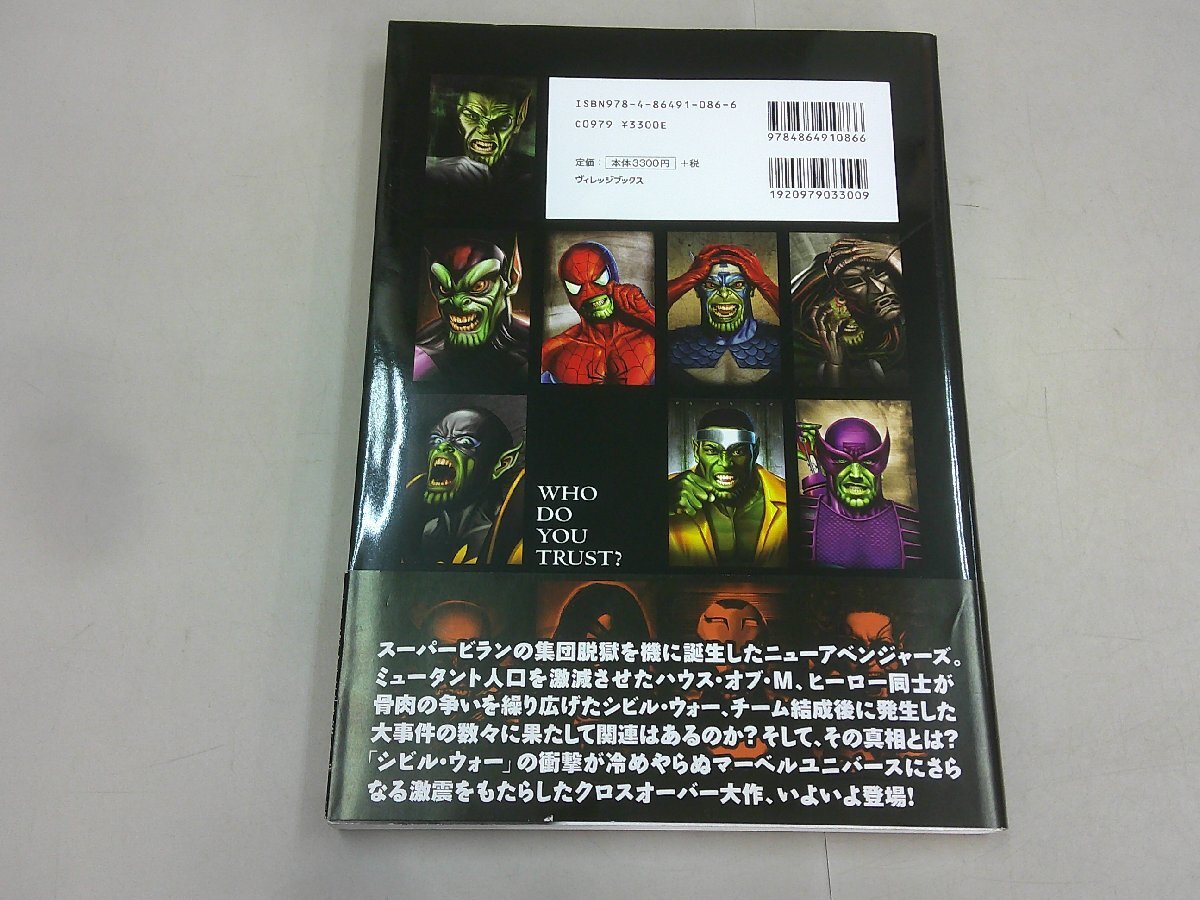 ISBN978-4-86491-086-6
C0979 ¥3300E
定価：本体3300円+税
ヴィレッジブックス
9784864910866
1920979033009
WHO
DO
YOU
TRUST?
スーパービランの集団脱獄を機に誕生したニューアベンジャーズ。
ミュータント人口を激減させたハウス・オブ・M、ヒーロー同士が
骨肉の争いを繰り広げたシビル・ウォー、チーム結成後に発生した
大事件の数々に果たして関連はあるのか？そして、その真相とは？
「シビル・ウォー」の衝撃が冷めやらぬマーベルユニバースにさら
なる激震をもたらしたクロスオーバー大作、いよいよ登場！